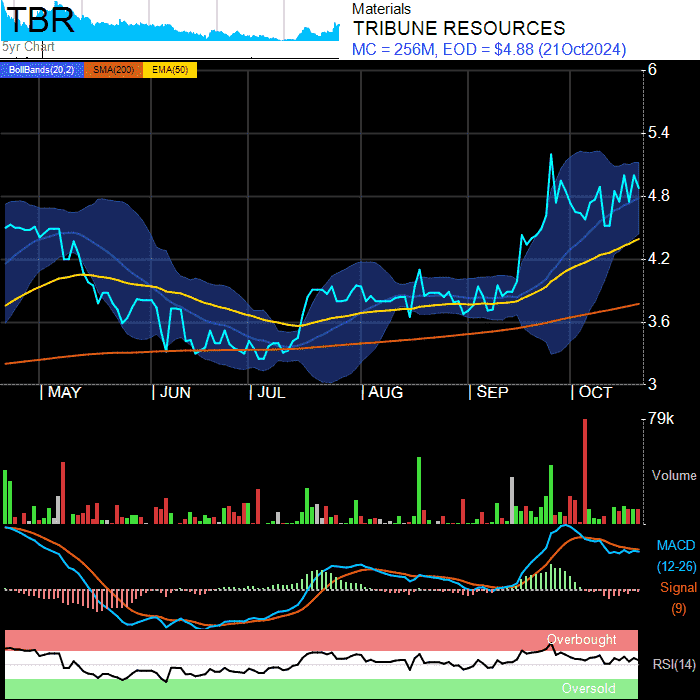 TBR
5yr Chart
Materials
TRIBUNE RESOURCES
MC = 256M, EOD = $4.88 (21Oct2024)
BollBands(20,2) SMA(200) EMA(50)
6
5.4
4.8
4.2
3.6
3
MAY JUN JUL AUG SEP OCT
79k
Volume
MACD
(12-26)
Signal
(9)
Overbought
RSI(14)
Oversold